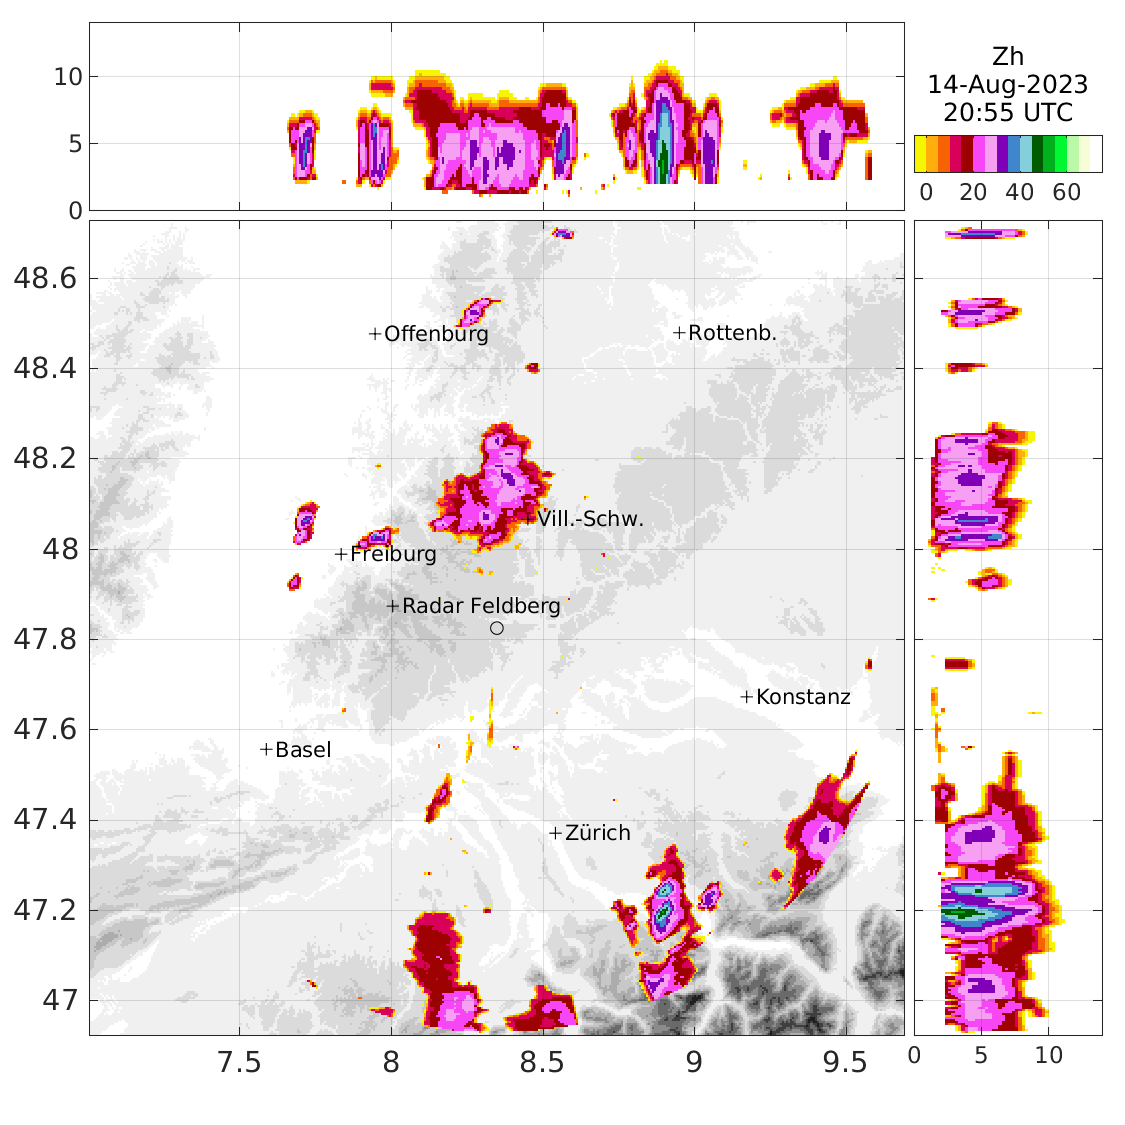 10
5
0
Zh
14-Aug-2023
20:55 UTC
0 20 40 60
48.6
48.4
48.2
48
47.8
47.6
47.4
47.2
47
+Offenburg
+Rottenb.
+Vill.-Schw.
+Freiburg
+Radar Feldberg
+Konstanz
+Basel
+Zürich
7.5 8 8.5 9 9.5
0 5 10